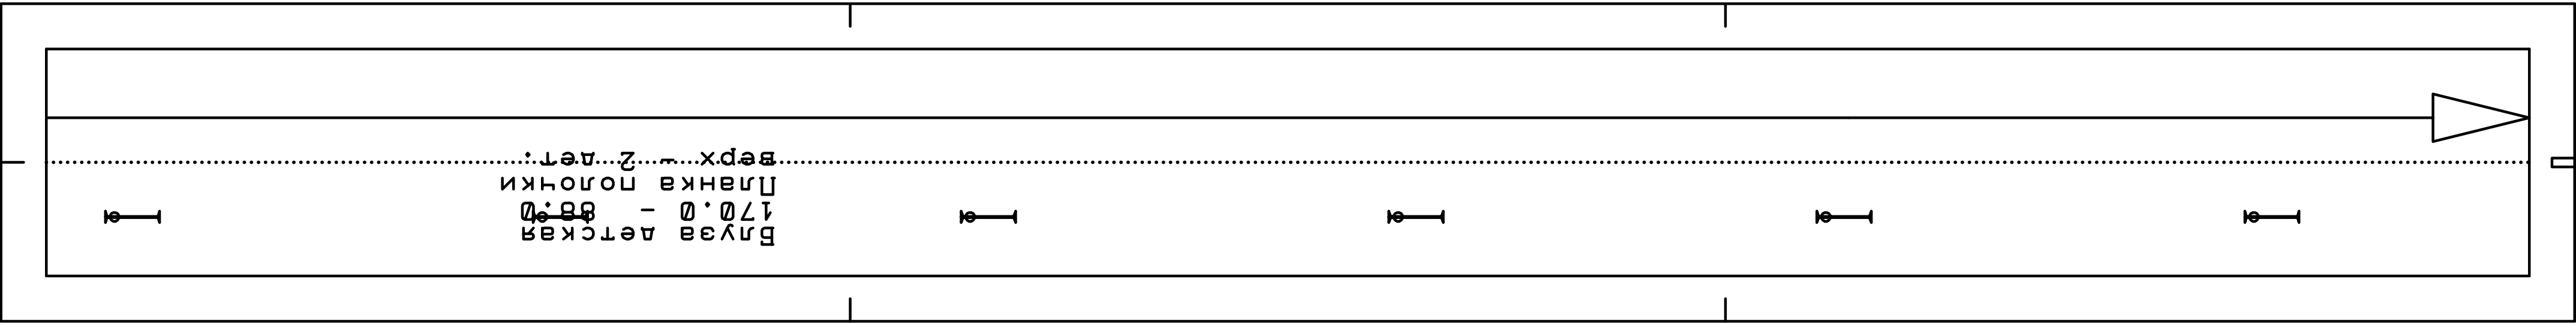 Блуза детская
170.0 - 88.0
Планка полочки
верх - 2 дет.